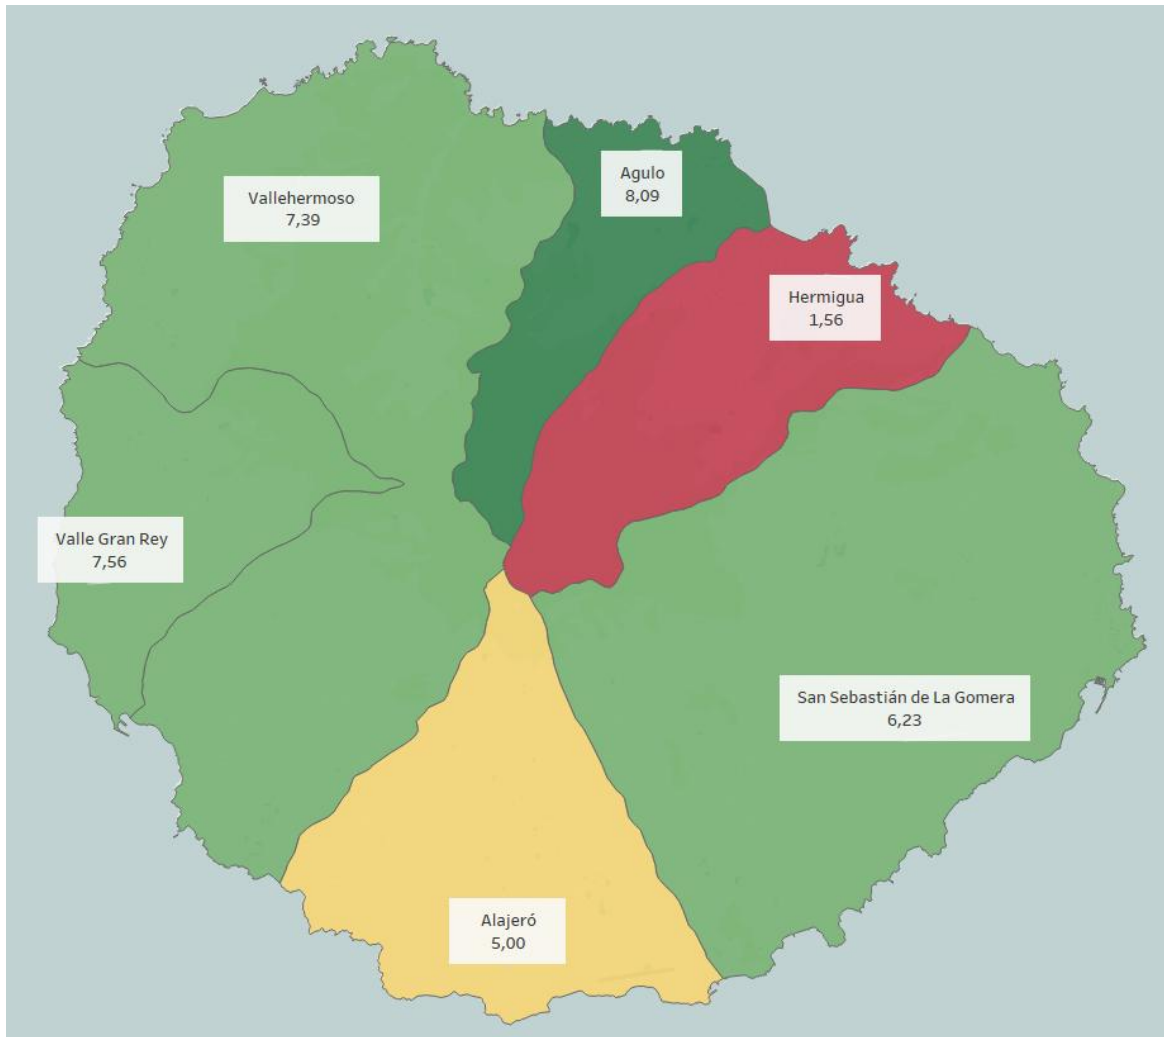 Agulo
8,09
Vallehermoso
7,39
Hermigua
1,56
Valle Gran Rey
7,56
San Sebastián de La Gomera
6,23
Alajeró
5,00